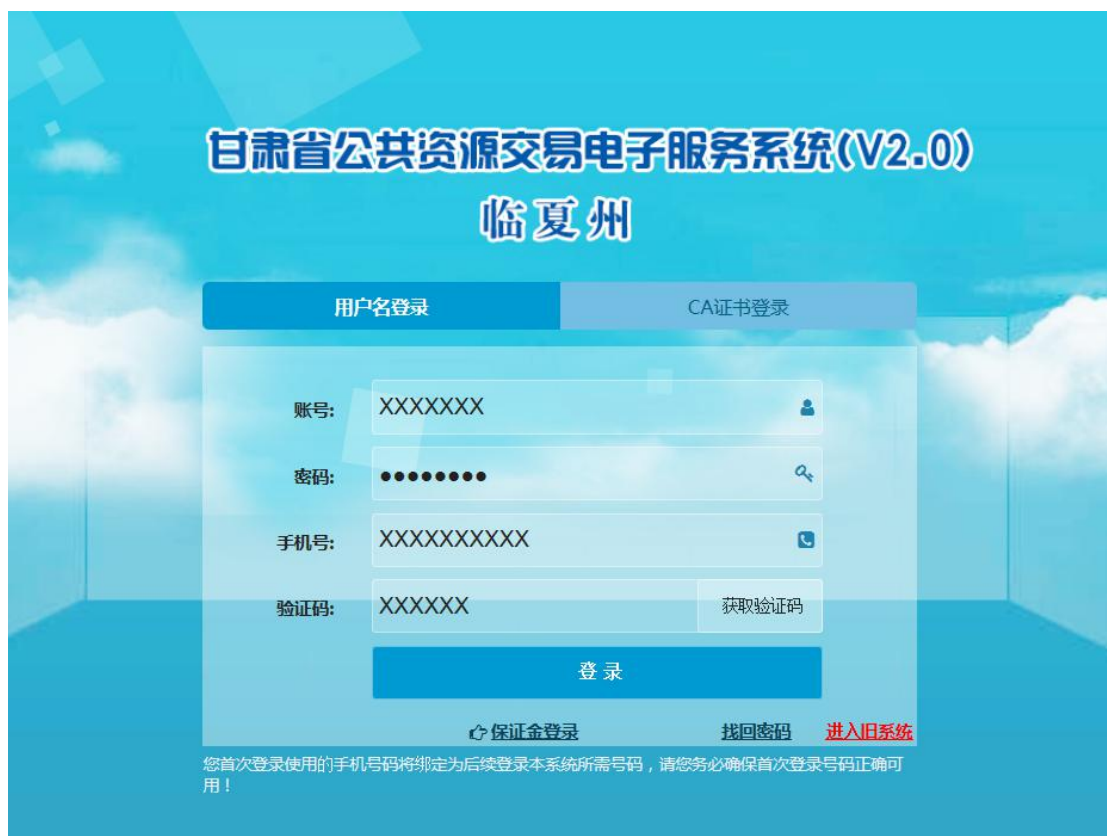 甘肃省公共资源交易电子服务系统(V2.0)
临夏州
用户名登录 CA证书登录
账号: XXXXXXX
密码: ●●●●●●●●
手机号: XXXXXXXXXX
验证码: XXXXXX 获取验证码
登 录
保证金登录 找回密码 进入旧系统
您首次登录使用的手机号码将绑定为后续登录本系统所需号码，请您务必确保首次登录号码正确可
用！